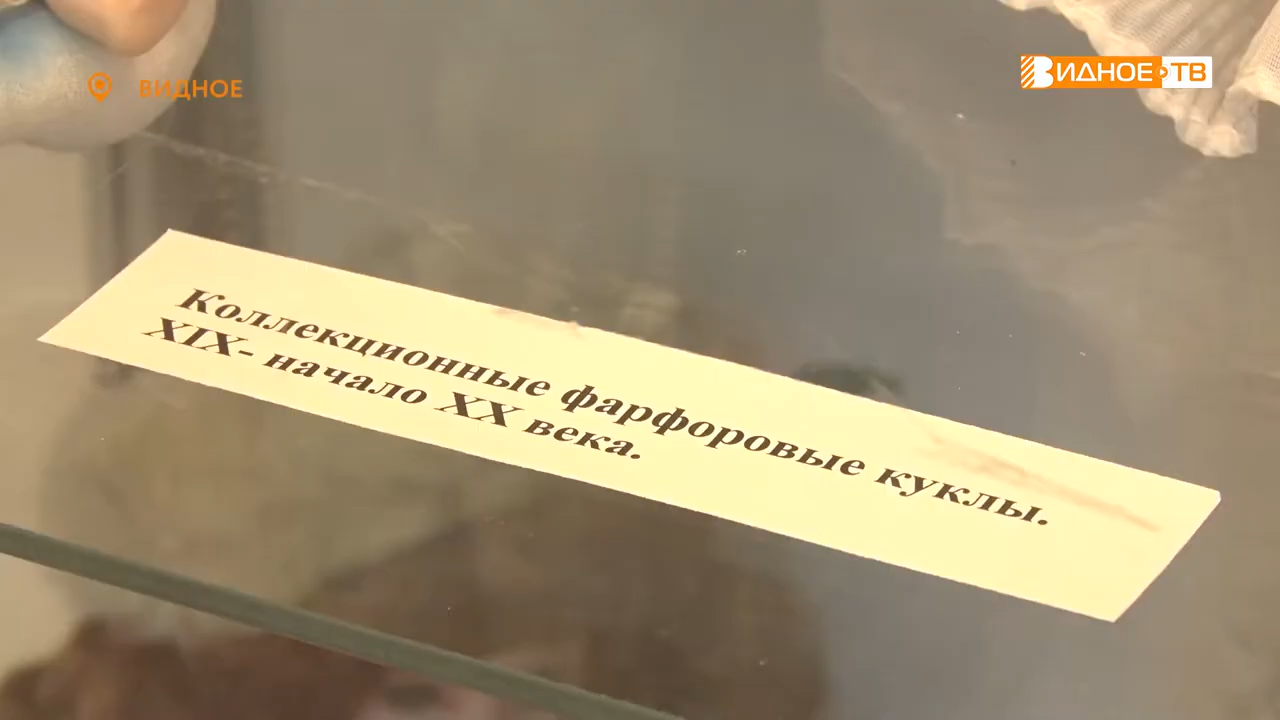 ВИДНОЕ
ВИДНОЕ ТВ
Коллекционные фарфоровые куклы.
XIX- начало XX века.